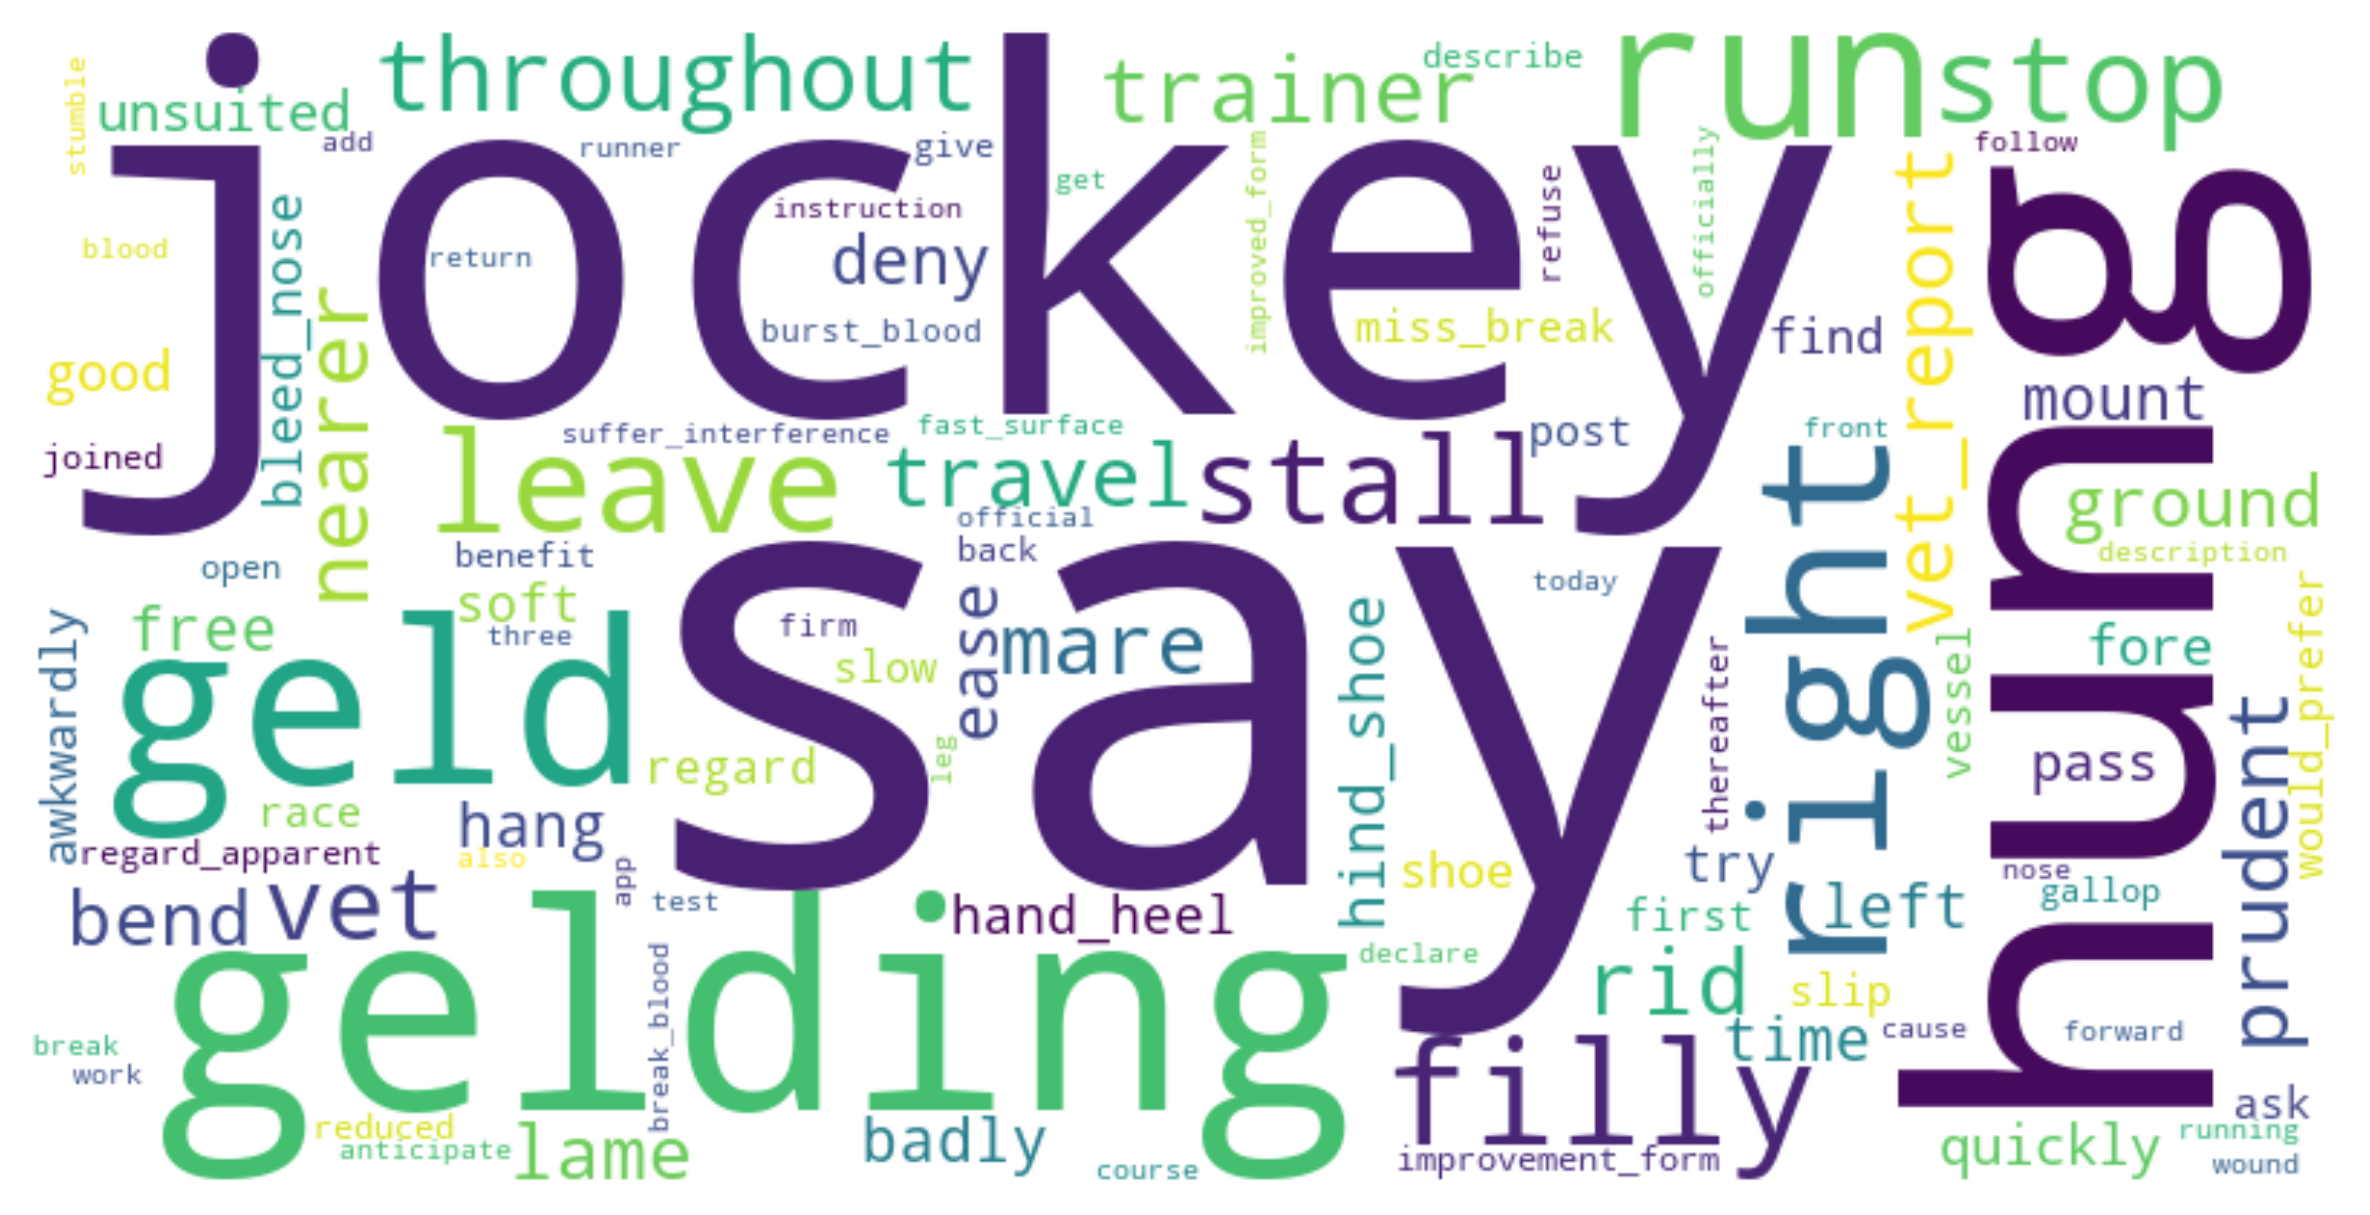 jockey
say
gelding
hung
geld
right
run
throughout
stop
trainer
describe
unsuited
stumble
add
runner
give
get
instruction
improved_form
refuse
officially
follow
blood
bleed_nose
return
deny
burst_blood
miss_break
find
vet_report
mount
good
nearer
joined
leave
suffer_interference
fast_surface
travel
stall
post
front
ground
description
official
back
open
benefit
soft
three
free
firm
slow
ease
mare
today
hind_shoe
thereafter
vessel
fore
would_prefer
pass
prudent
awkwardly
regard
leg
race
hang
also
regard_apparent
app
test
bend
vet
hand_heel
shoe
try
left
nose
gallop
first
declare
rid
slip
break_blood
filly
time
cause
forward
break
work
reduced
anticipate
lame
badly
course
improvement_form
ask
quickly
running
wound